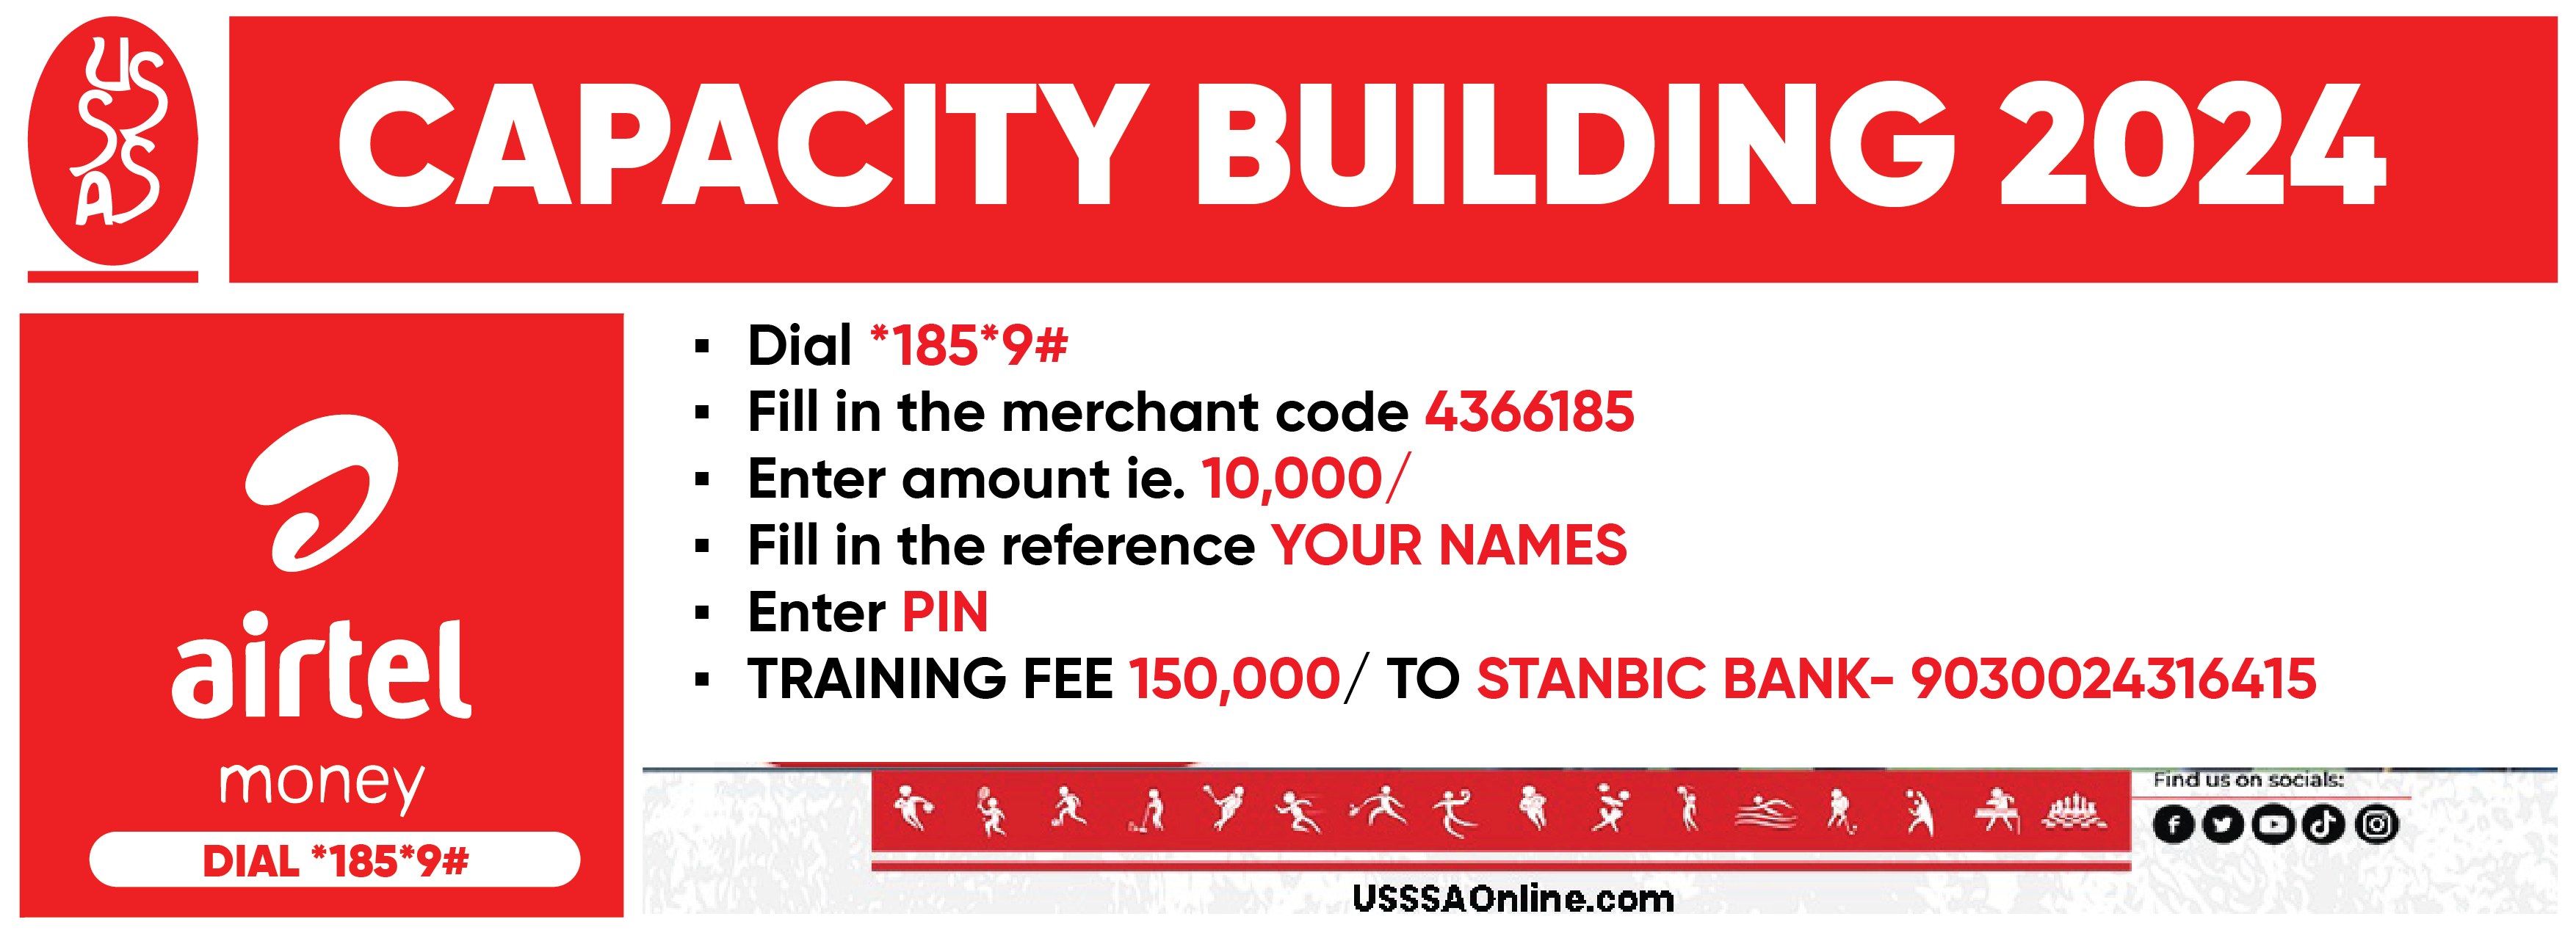 USSSA
CAPACITY BUILDING 2024
airtel
money
DIAL *185*9#
▪ Dial *185*9#
▪ Fill in the merchant code 4366185
▪ Enter amount ie. 10,000/
▪ Fill in the reference YOUR NAMES
▪ Enter PIN
▪ TRAINING FEE 150,000/ TO STANBIC BANK- 9030024316415
Find us on socials:
USSSAOnline.com